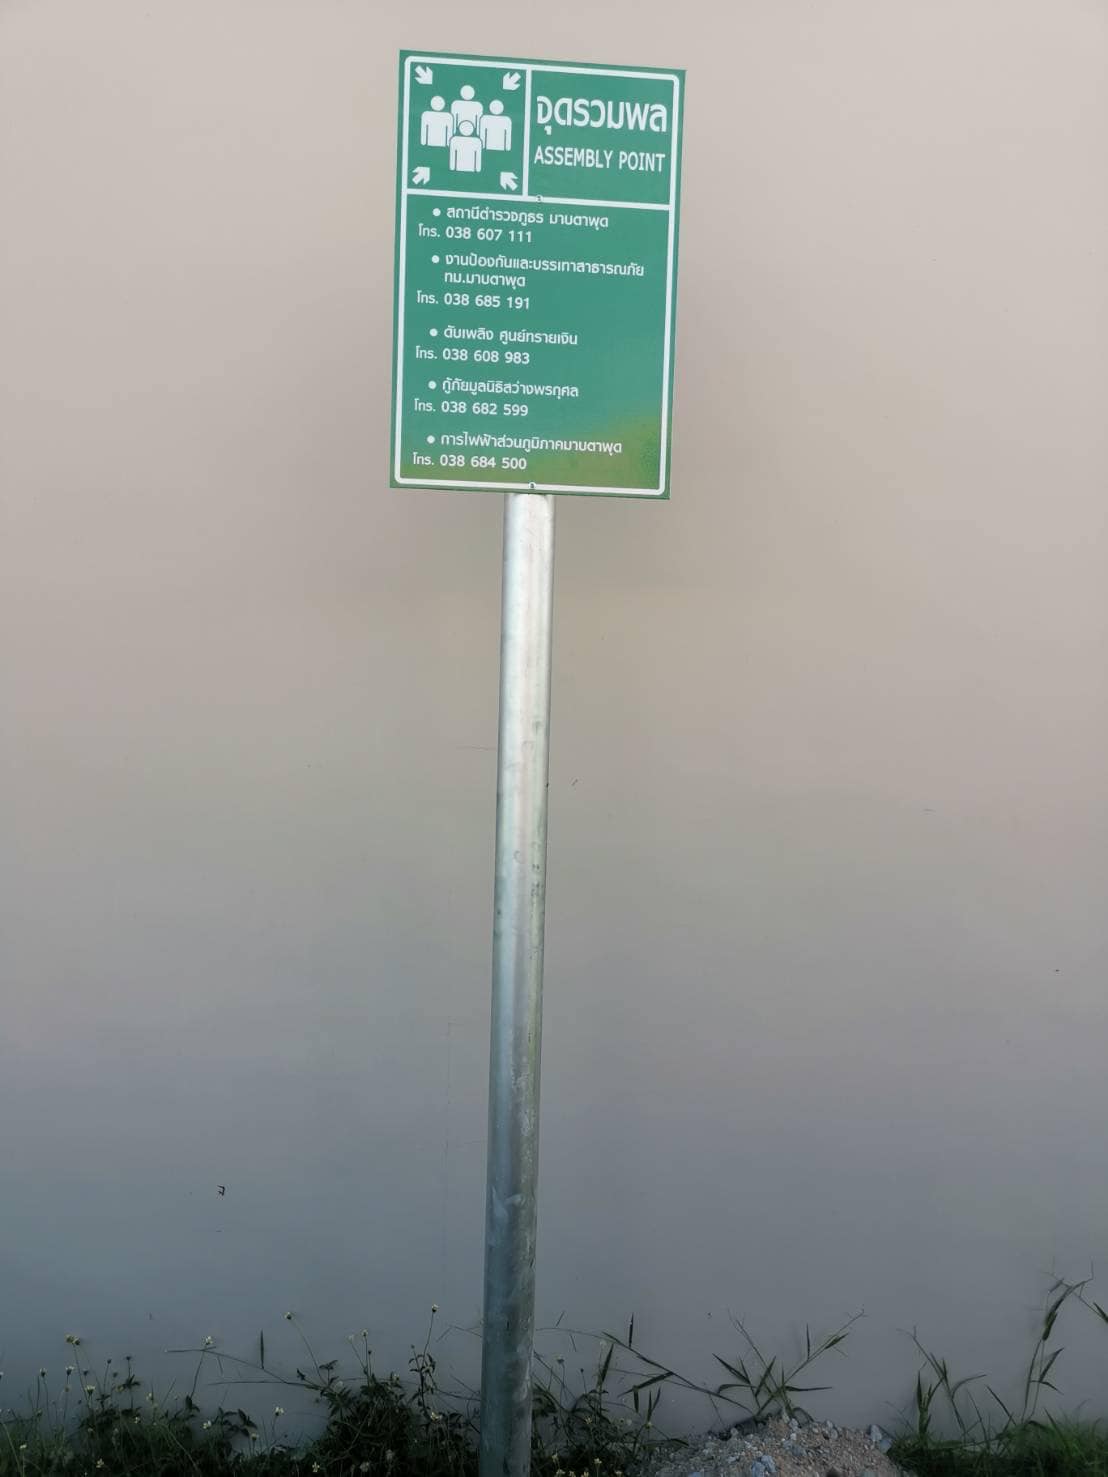 จุดรวมพล
ASSEMBLY POINT
● สถานีตำรวจภูธร มาบตาพุด
โทร. 038 607 111
● งานป้องกันและบรรเทาสาธารณภัย
ทม.มาบตาพุด
โทร. 038 685 191
● ดับเพลิง ศูนย์ทรายเงิน
โทร. 038 608 983
● กู้ภัยมูลนิธิสว่างพรกุศล
โทร. 038 682 599
● การไฟฟ้าส่วนภูมิภาคมาบตาพุด
โทร. 038 684 500